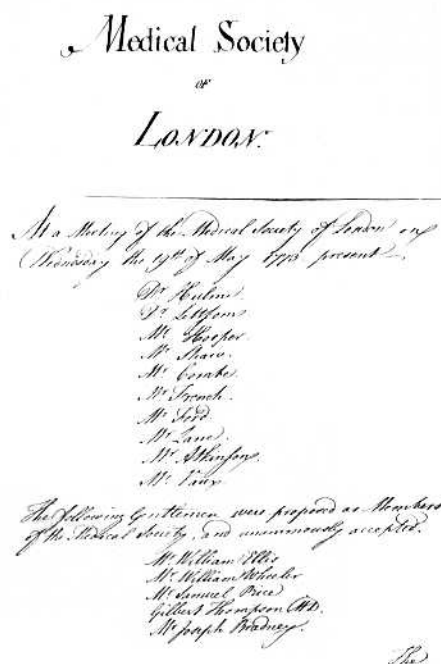 Medical Society
OF
LONDON.
At a Meeting of the Medical Society of London on
Wednesday the 19th of May 1773 present.
Dr Hulme.
Dr Lettsom
Mr Hooper.
Mr Shaw.
Mr Corabe.
Mr French.
Mr Ford.
Mr Lane.
Mr Atkinson.
Mr Vaux.
The following Gentlemen were proposed as Members
of the Medical Society, and unanimously accepted.
Mr William Ellis
Mr William Wheeler
Mr Samuel Price
Gilbert Thompson MD.
Mr Joseph Bradney.
The